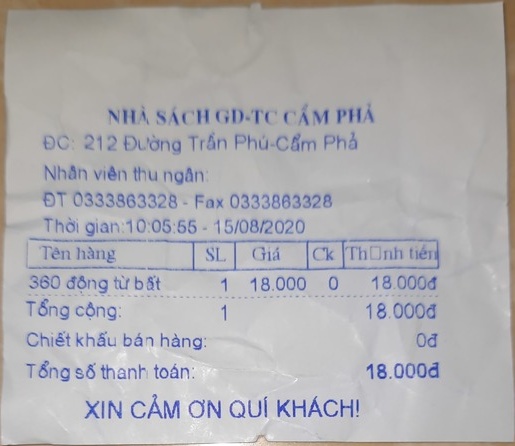 NHÀ SÁCH GD-TC CẨM PHẢ
ĐC: 212 Đường Trần Phú-Cẩm Phả
Nhân viên thu ngân:
ĐT 0333863328 - Fax 0333863328
Thời gian:10:05:55 - 15/08/2020
Tên hàng SL Giá Ck Th□nh tiền
360 động từ bất 1 18.000 0 18.000đ
Tổng cộng: 1 18.000đ
Chiết khấu bán hàng: 0đ
Tổng số thanh toán: 18.000đ
XIN CẢM ƠN QUÍ KHÁCH!